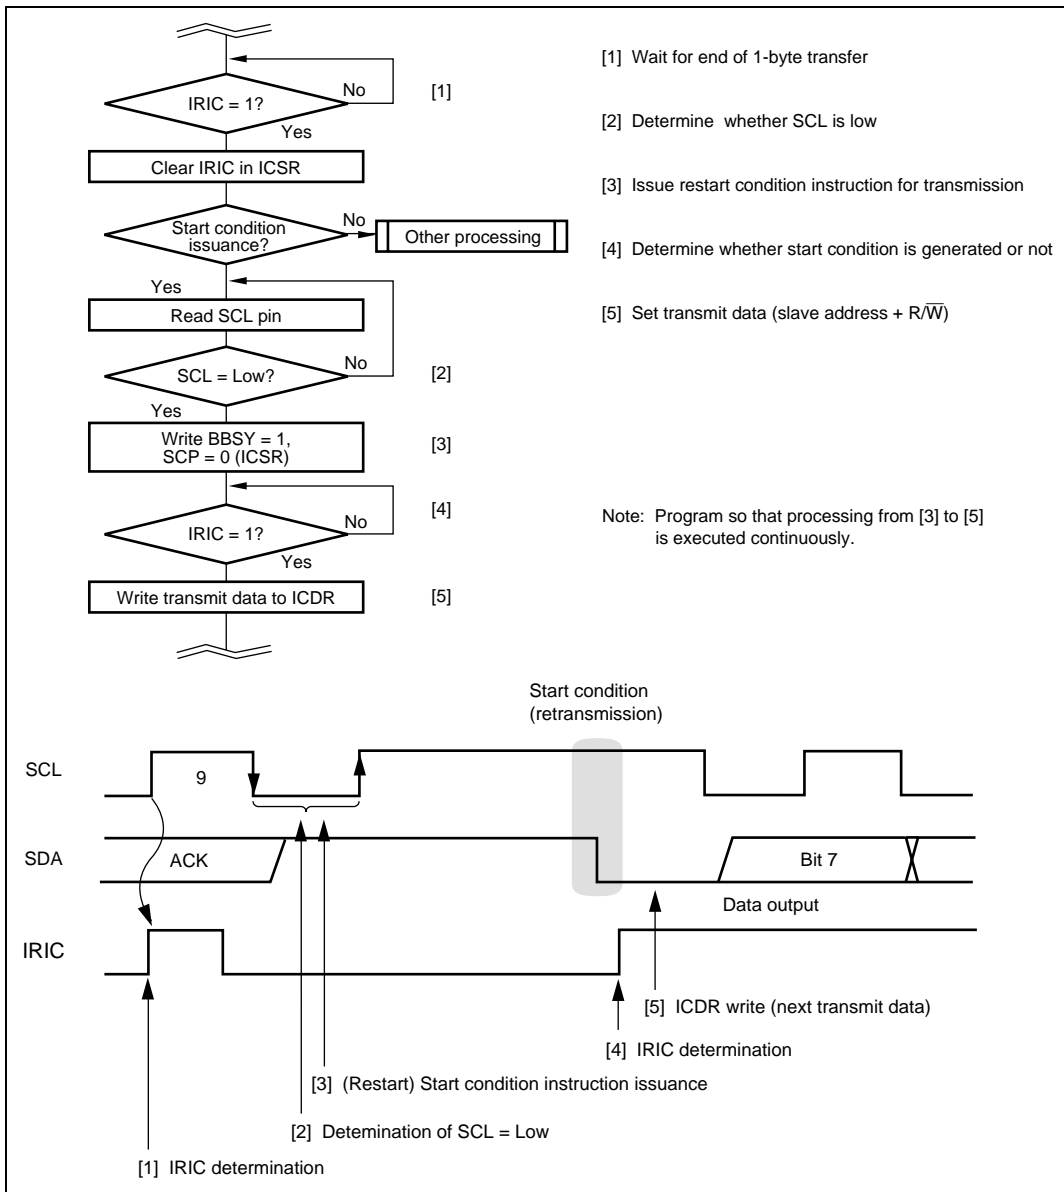 IRIC = 1?
No
[1]
Yes
Clear IRIC in ICSR
Start condition
issuance?
No
Other processing
Yes
Read SCL pin
SCL = Low?
No
[2]
Yes
Write BBSY = 1,
SCP = 0 (ICSR)
[3]
IRIC = 1?
No
[4]
Yes
Write transmit data to ICDR
[5]
[1] Wait for end of 1-byte transfer
[2] Determine whether SCL is low
[3] Issue restart condition instruction for transmission
[4] Determine whether start condition is generated or not
[5] Set transmit data (slave address + R/W̅)
Note: Program so that processing from [3] to [5]
is executed continuously.
Start condition
(retransmission)
SCL
9
SDA
ACK
Bit 7
Data output
IRIC
[5] ICDR write (next transmit data)
[4] IRIC determination
[3] (Restart) Start condition instruction issuance
[2] Detemination of SCL = Low
[1] IRIC determination